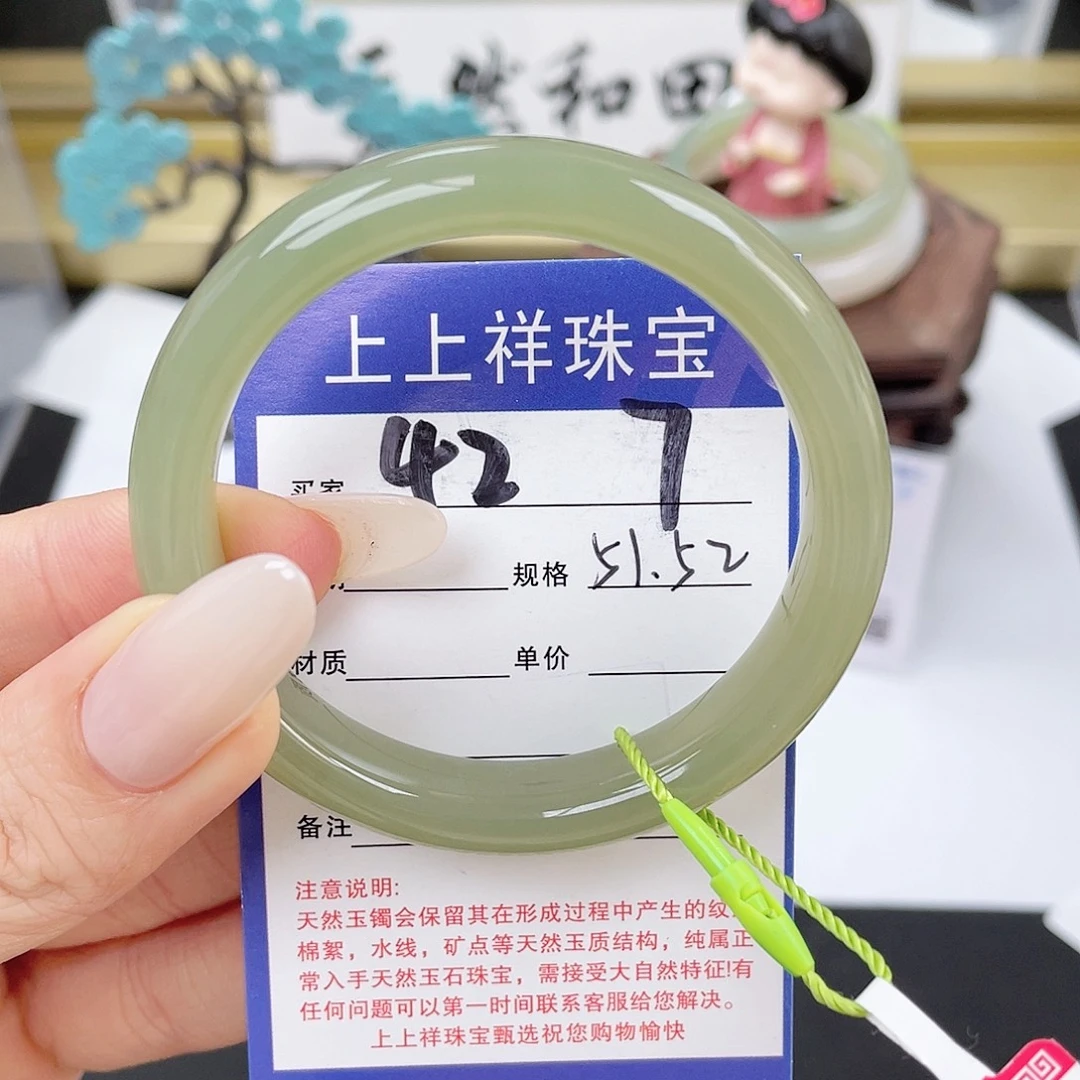 然和田
上上祥珠宝
买家 42 7
规格 51.52
材质 单价
备注
注意说明:
天然玉镯会保留其在形成过程中产生的纹
棉絮，水线，矿点等天然玉质结构，纯属正
常入手天然玉石珠宝，需接受大自然特征!有
任何问题可以第一时间联系客服给您解决。
上上祥珠宝甄选祝您购物愉快